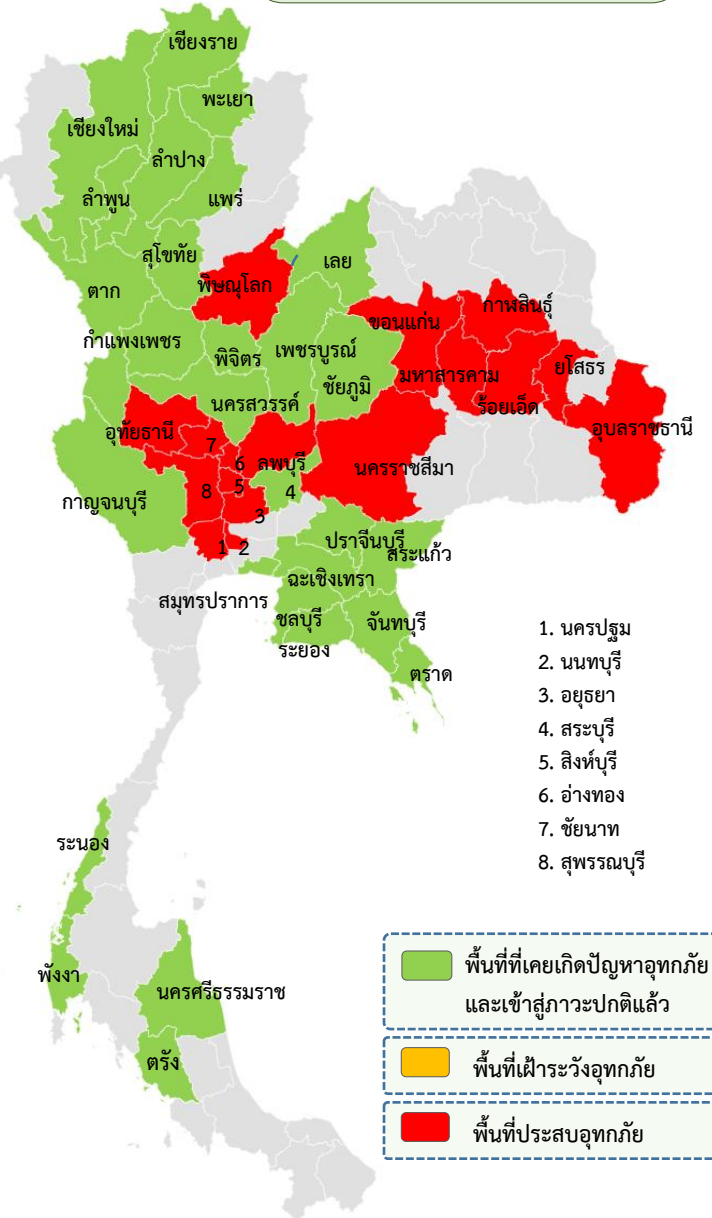 เชียงราย
พะเยา
เชียงใหม่
ลำปาง
ลำพูน
แพร่
สุโขทัย
ตาก
พิษณุโลก
เลย
กำแพงเพชร
พิจิตร
เพชรบูรณ์
ขอนแก่น
กาฬสินธุ์
ชัยภูมิ
มหาสารคาม
ยโสธร
นครสวรรค์
ร้อยเอ็ด
อุบลราชธานี
อุทัยธานี
7
6
ลพบุรี
นครราชสีมา
กาญจนบุรี
8
5
4
3
1
2
ปราจีนบุรี
สระแก้ว
ฉะเชิงเทรา
สมุทรปราการ
ชลบุรี
จันทบุรี
ระยอง
ตราด
1. นครปฐม
2. นนทบุรี
3. อยุธยา
4. สระบุรี
5. สิงห์บุรี
6. อ่างทอง
7. ชัยนาท
8. สุพรรณบุรี
ระนอง
พังงา
นครศรีธรรมราช
ตรัง
พื้นที่ที่เคยเกิดปัญหาอุทกภัย
และเข้าสู่ภาวะปกติแล้ว
พื้นที่เฝ้าระวังอุทกภัย
พื้นที่ประสบอุทกภัย